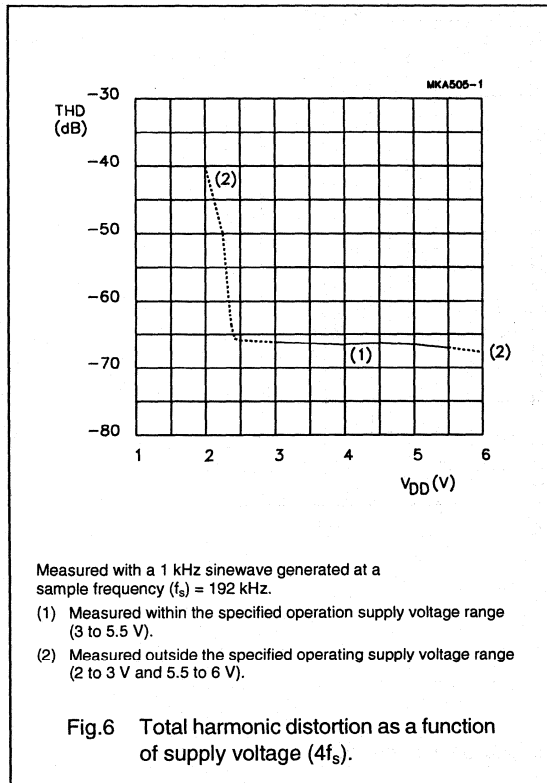 MKA505-1
THD
(dB)
-30
-40
-50
-60
-70
-80
(2)
(1)
(2)
1 2 3 4 5 6
VDD (V)
Measured with a 1 kHz sinewave generated at a
sample frequency (fs) = 192 kHz.
(1) Measured within the specified operation supply voltage range
(3 to 5.5 V).
(2) Measured outside the specified operating supply voltage range
(2 to 3 V and 5.5 to 6 V).
Fig.6 Total harmonic distortion as a function
of supply voltage (4fs).